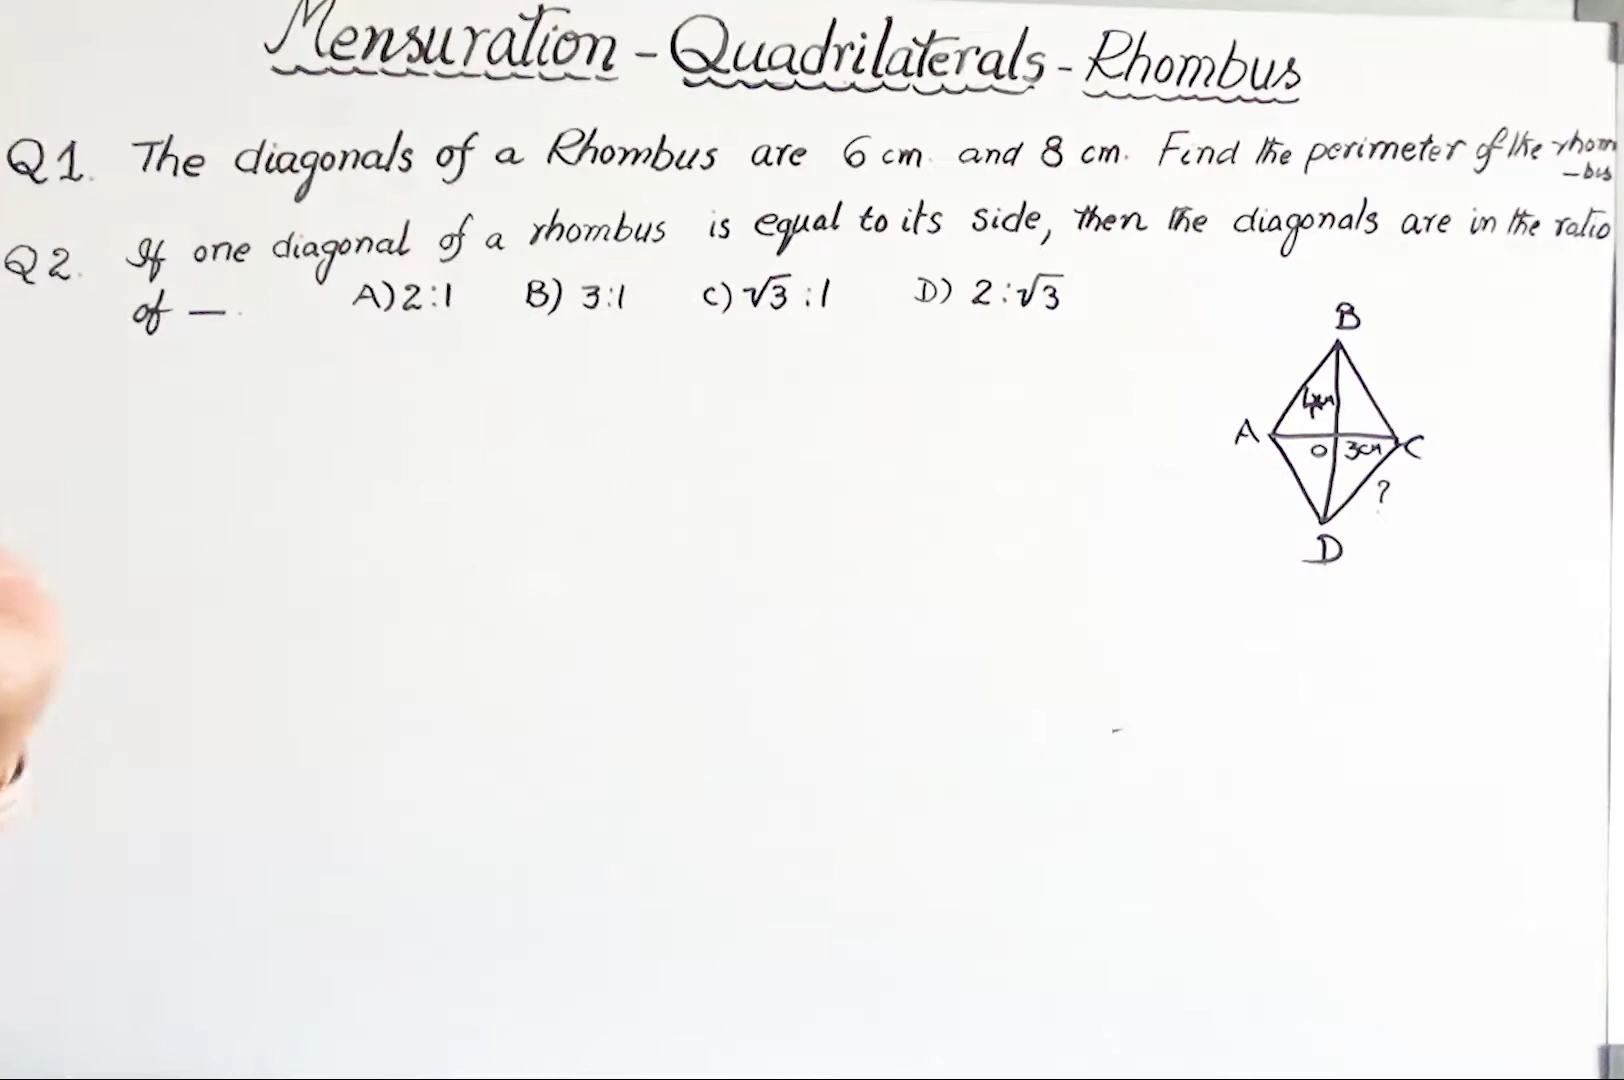 Mensuration - Quadrilaterals - Rhombus
Q1. The diagonals of a Rhombus are 6 cm. and 8 cm. Find the perimeter of the rhom
-bus
Q2. If one diagonal of a rhombus is equal to its side, then the diagonals are in the ratio
of — . A) 2:1 B) 3:1 C) √3 : 1 D) 2:√3
B
4cm
A O 3cm C
?
D